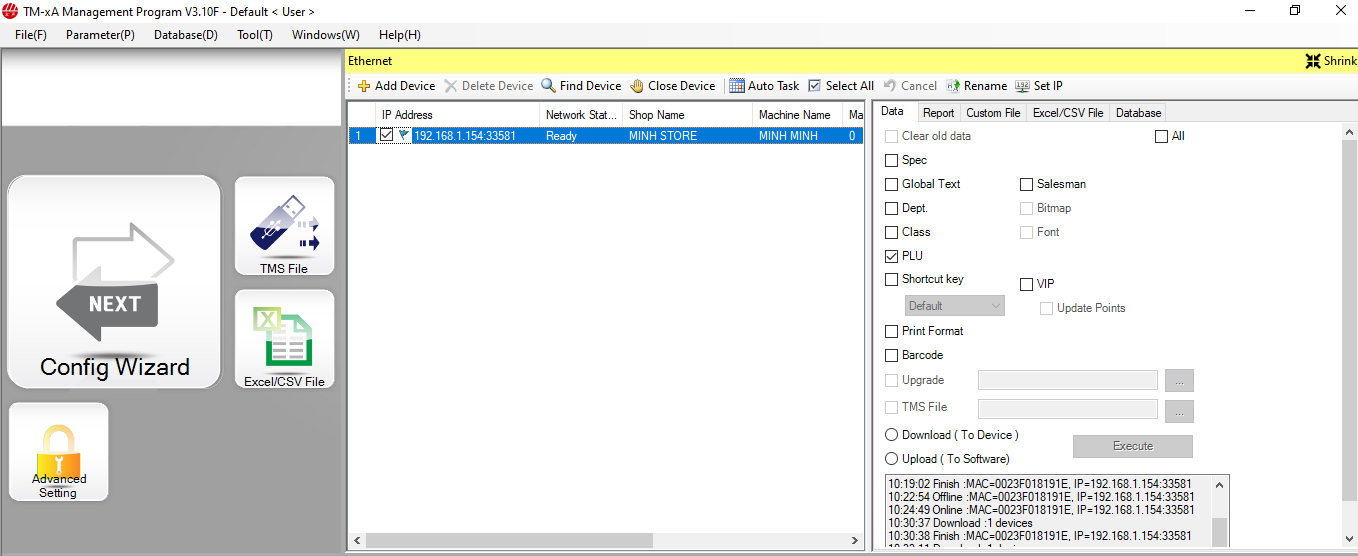 TM-xA Management Program V3.10F - Default < User >
File(F) Parameter(P) Database(D) Tool(T) Windows(W) Help(H)
Ethernet Shrink
Add Device Delete Device Find Device Close Device Auto Task Select All Cancel Rename Set IP
IP Address Network Stat... Shop Name Machine Name Ma
1 192.168.1.154:33581 Ready MINH STORE MINH MINH 0
Data Report Custom File Excel/CSV File Database
Clear old data All
Spec
Global Text Salesman
Dept. Bitmap
Class Font
PLU
Shortcut key VIP
Default Update Points
Print Format
Barcode
Upgrade ...
TMS File ...
Download ( To Device )
Execute
Upload ( To Software)
10:19:02 Finish :MAC=0023F018191E, IP=192.168.1.154:33581
10:22:54 Offline :MAC=0023F018191E, IP=192.168.1.154:33581
10:24:49 Online :MAC=0023F018191E, IP=192.168.1.154:33581
10:30:37 Download :1 devices
10:30:38 Finish :MAC=0023F018191E, IP=192.168.1.154:33581
NEXT
Config Wizard
TMS File
Excel/CSV File
Advanced
Setting